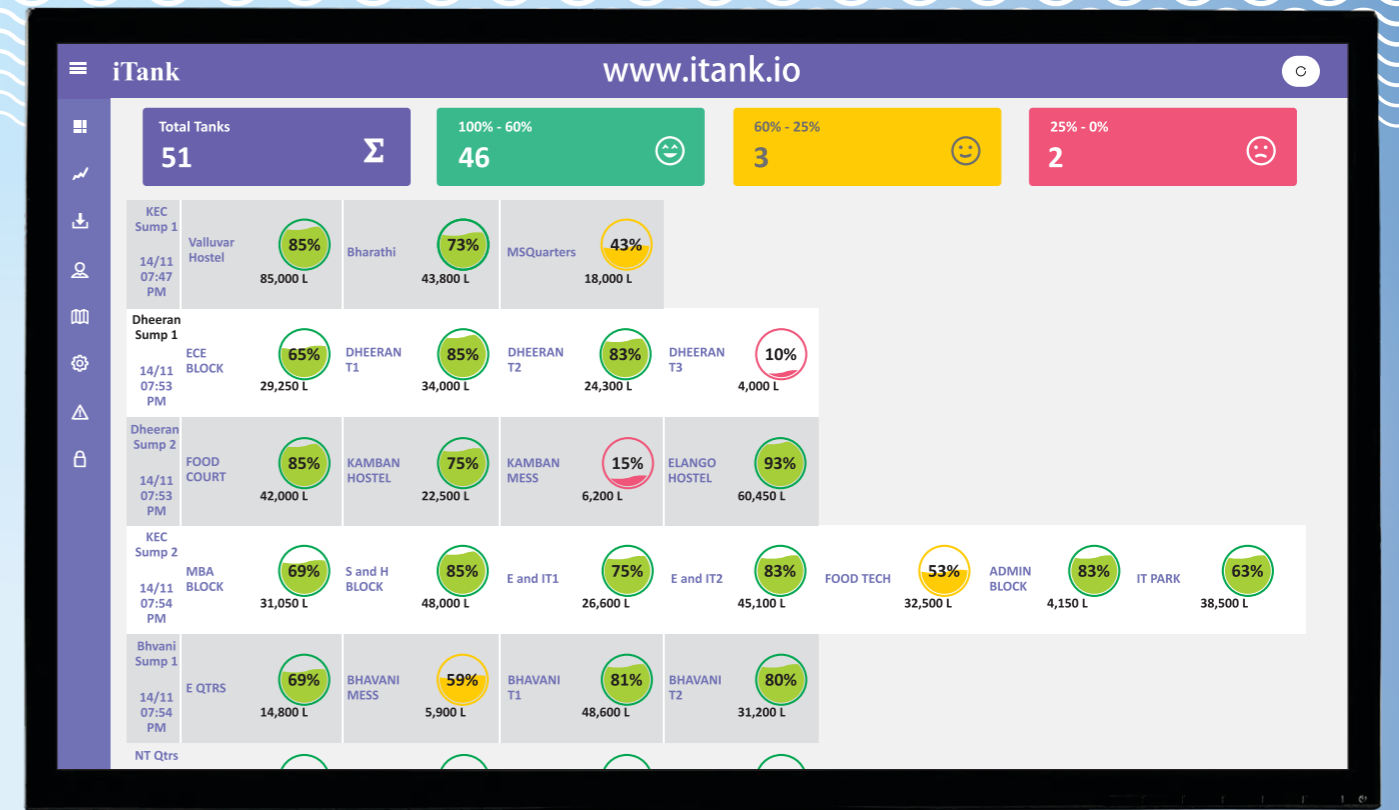 iTank
www.itank.io
Total Tanks
51
Σ
100% - 60%
46
60% - 25%
3
25% - 0%
2
KEC
Sump 1
14/11
07:47
PM
Valluvar
Hostel
85%
85,000 L
Bharathi
73%
43,800 L
MSQuarters
43%
18,000 L
Dheeran
Sump 1
14/11
07:53
PM
ECE
BLOCK
65%
29,250 L
DHEERAN
T1
85%
34,000 L
DHEERAN
T2
83%
24,300 L
DHEERAN
T3
10%
4,000 L
Dheeran
Sump 2
14/11
07:53
PM
FOOD
COURT
85%
42,000 L
KAMBAN
HOSTEL
75%
22,500 L
KAMBAN
MESS
15%
6,200 L
ELANGO
HOSTEL
93%
60,450 L
KEC
Sump 2
14/11
07:54
PM
MBA
BLOCK
69%
31,050 L
S and H
BLOCK
85%
48,000 L
E and IT1
75%
26,600 L
E and IT2
83%
45,100 L
FOOD TECH
53%
32,500 L
ADMIN
BLOCK
83%
4,150 L
IT PARK
63%
38,500 L
Bhvani
Sump 1
14/11
07:54
PM
E QTRS
69%
14,800 L
BHAVANI
MESS
59%
5,900 L
BHAVANI
T1
81%
48,600 L
BHAVANI
T2
80%
31,200 L
NT Qtrs